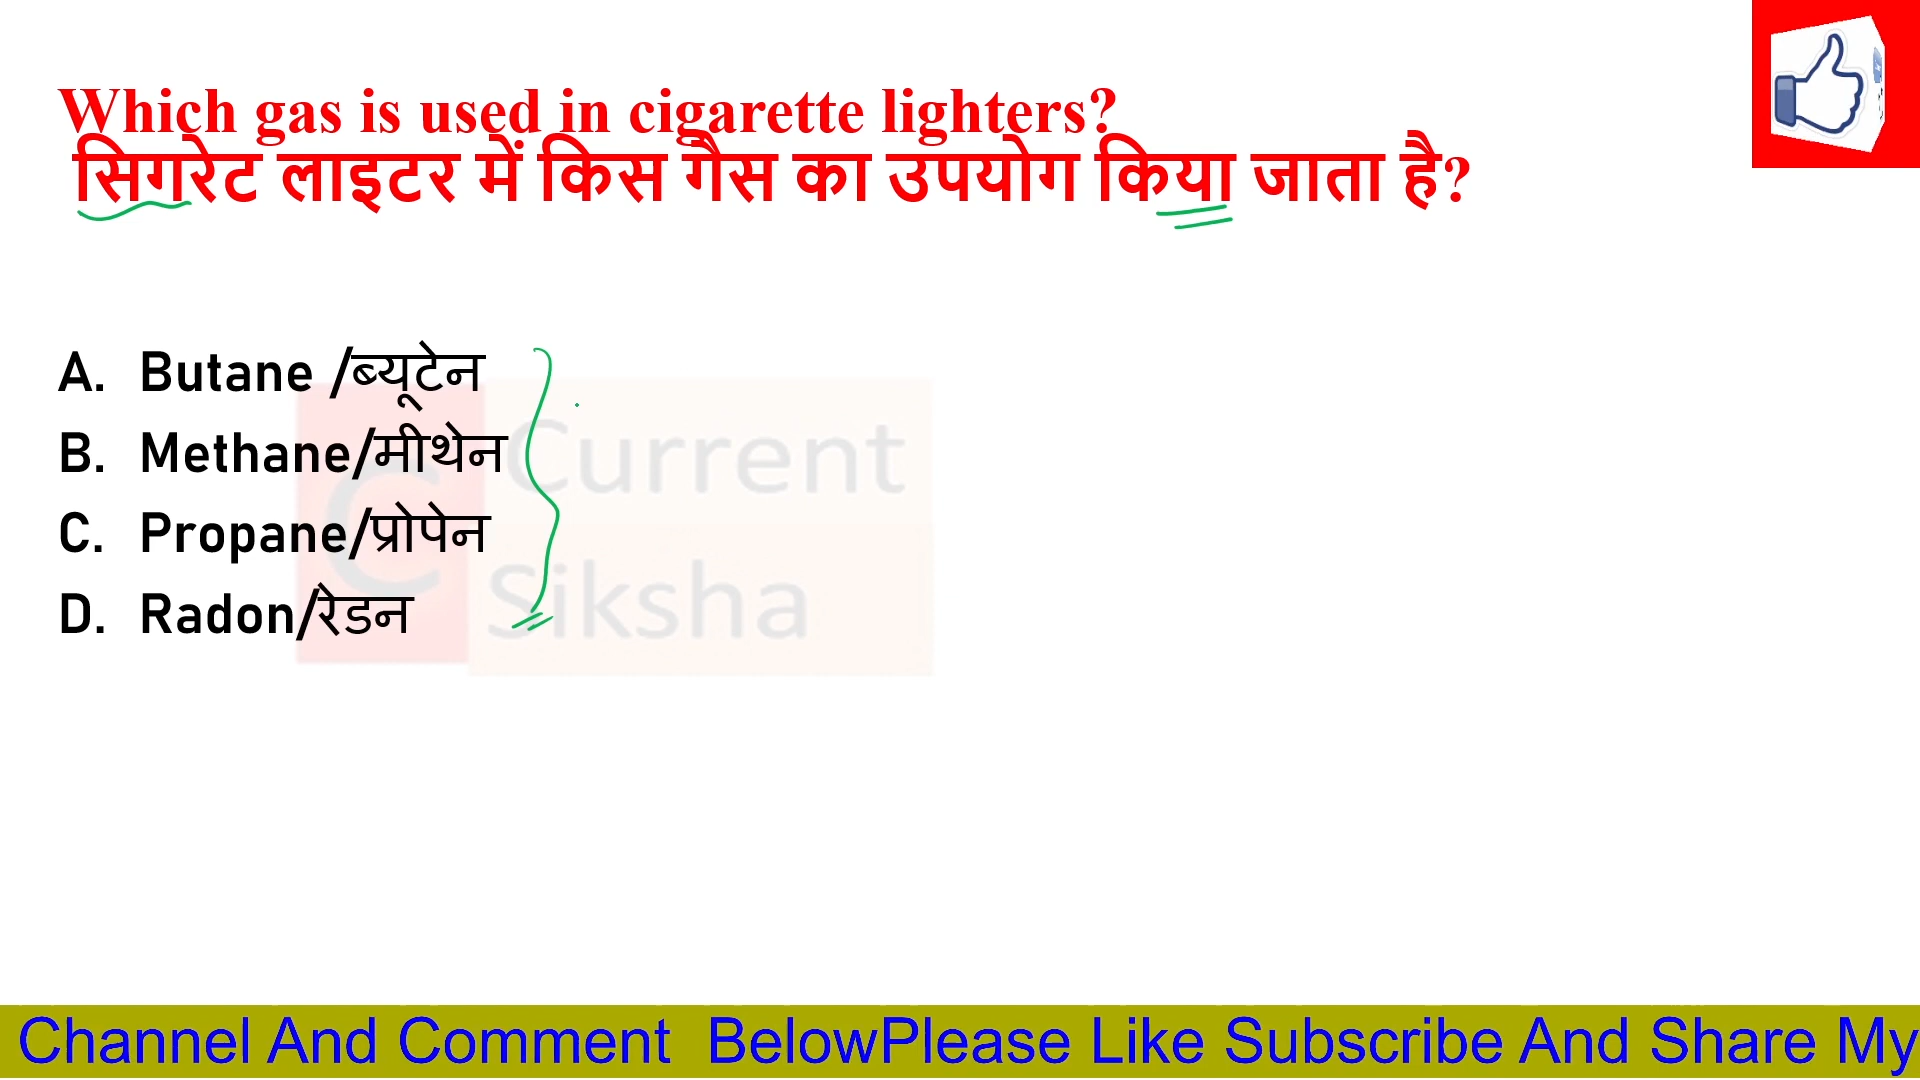 Which gas is used in cigarette lighters?
सिगरेट लाइटर में किस गैस का उपयोग किया जाता है?
A. Butane /ब्यूटेन
B. Methane/मीथेन
C. Propane/प्रोपेन
D. Radon/रेडन
Current
Siksha
Channel And Comment  BelowPlease Like Subscribe And Share My